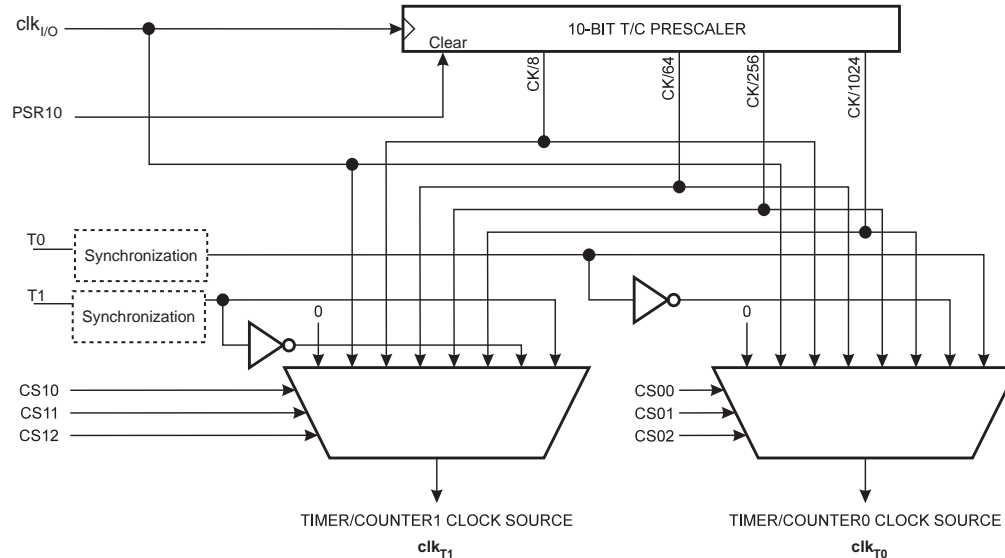 clkI/O
10-BIT T/C PRESCALER
Clear
CK/8
CK/64
CK/256
CK/1024
PSR10
T0
Synchronization
T1
Synchronization
0
0
CS10
CS11
CS12
CS00
CS01
CS02
TIMER/COUNTER1 CLOCK SOURCE
clkT1
TIMER/COUNTER0 CLOCK SOURCE
clkT0